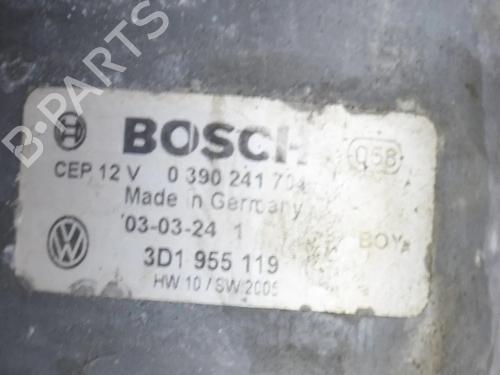 B-PARTS
BOSCH
058
CEP 12 V 0 390 241 704
Made in Germany
03-03-24 1
BOY
3D1 955 119
HW 10 / SW 2005